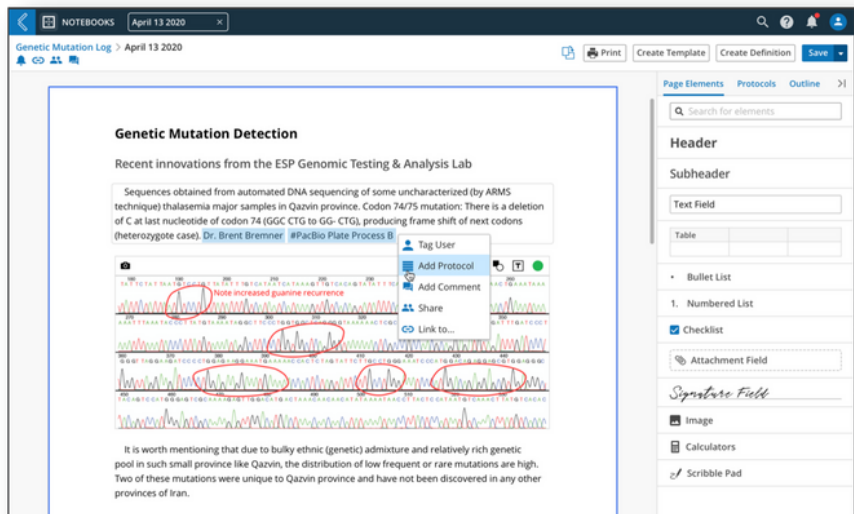 NOTEBOOKS
April 13 2020 ×
Genetic Mutation Log > April 13 2020
Print
Create Template
Create Definition
Save
Page Elements
Protocols
Outline
Search for elements
Header
Subheader
Text Field
Table
• Bullet List
1. Numbered List
Checklist
Attachment Field
Signature Field
Image
Calculators
Scribble Pad
Genetic Mutation Detection
Recent innovations from the ESP Genomic Testing & Analysis Lab
Sequences obtained from automated DNA sequencing of some uncharacterized (by ARMS
technique) thalasemia major samples in Qazvin province. Codon 74/75 mutation: There is a deletion
of C at last nucleotide of codon 74 (GGC CTG to GG- CTG), producing frame shift of next codons
(heterozygote case). Dr. Brent Bremner #PacBio Plate Process B
Tag User
Add Protocol
Add Comment
Share
Link to...
Note increased guanine recurrence
It is worth mentioning that due to bulky ethnic (genetic) admixture and relatively rich genetic
pool in such small province like Qazvin, the distribution of low frequent or rare mutations are high.
Two of these mutations were unique to Qazvin province and have not been discovered in any other
provinces of Iran.